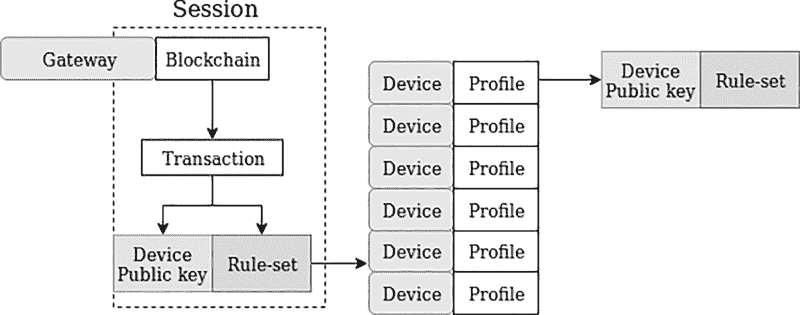 Session
Gateway Blockchain
Transaction
Device
Public key
Rule-set
Device Profile
Device Profile
Device Profile
Device Profile
Device Profile
Device Profile
Device
Public key
Rule-set